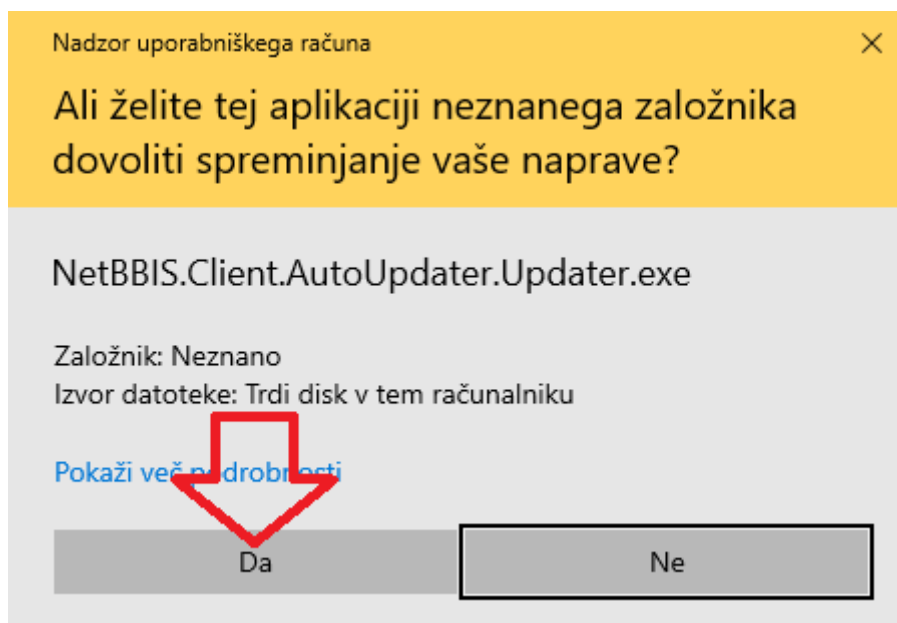 Nadzor uporabniškega računa
Ali želite tej aplikaciji neznanega založnika
dovoliti spreminjanje vaše naprave?
NetBBIS.Client.AutoUpdater.Updater.exe
Založnik: Neznano
Izvor datoteke: Trdi disk v tem računalniku
Pokaži več podrobnosti
Da
Ne